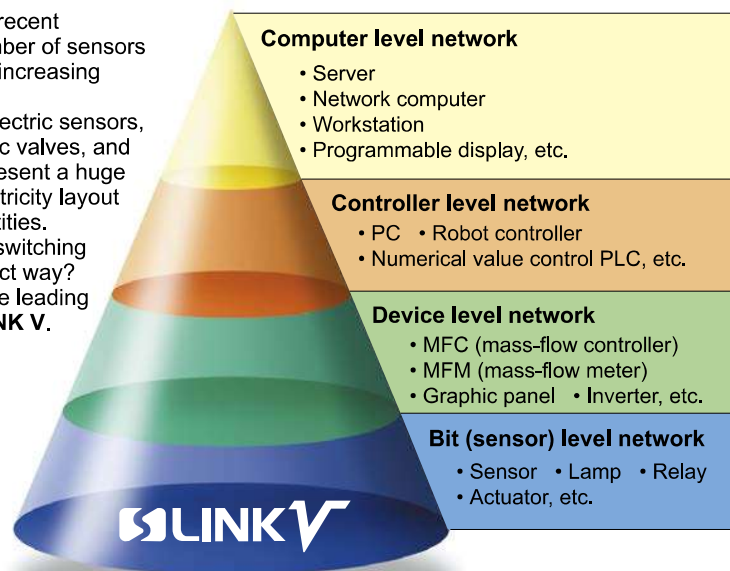 recent
ber of sensors
increasing
ectric sensors,
c valves, and
esent a huge
tricity layout
tities.
switching
ct way?
e leading
NK V.
Computer level network
• Server
• Network computer
• Workstation
• Programmable display, etc.
Controller level network
• PC • Robot controller
• Numerical value control PLC, etc.
Device level network
• MFC (mass-flow controller)
• MFM (mass-flow meter)
• Graphic panel • Inverter, etc.
Bit (sensor) level network
• Sensor • Lamp • Relay
• Actuator, etc.
S LINK V